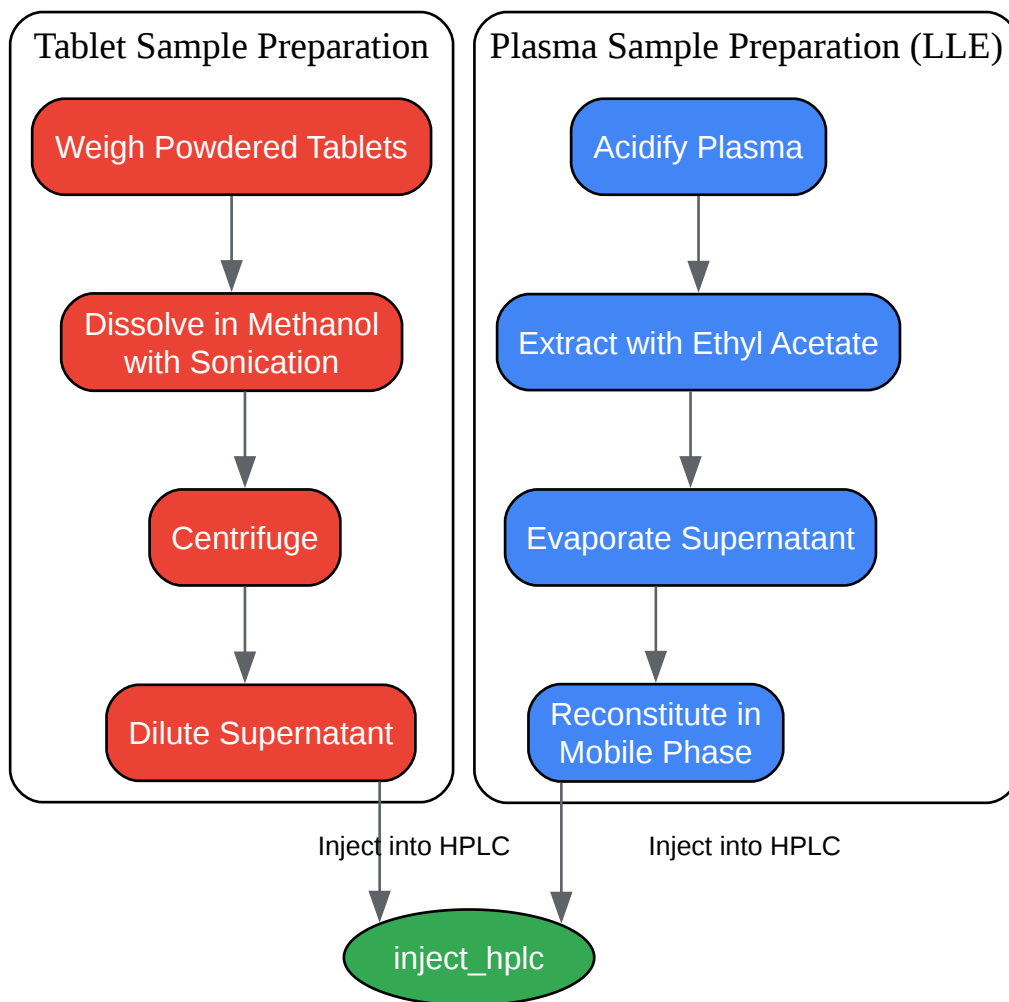 Tablet Sample Preparation
Weigh Powdered Tablets
Dissolve in Methanol
with Sonication
Centrifuge
Dilute Supernatant
Inject into HPLC
Plasma Sample Preparation (LLE)
Acidify Plasma
Extract with Ethyl Acetate
Evaporate Supernatant
Reconstitute in
Mobile Phase
Inject into HPLC
inject_hplc